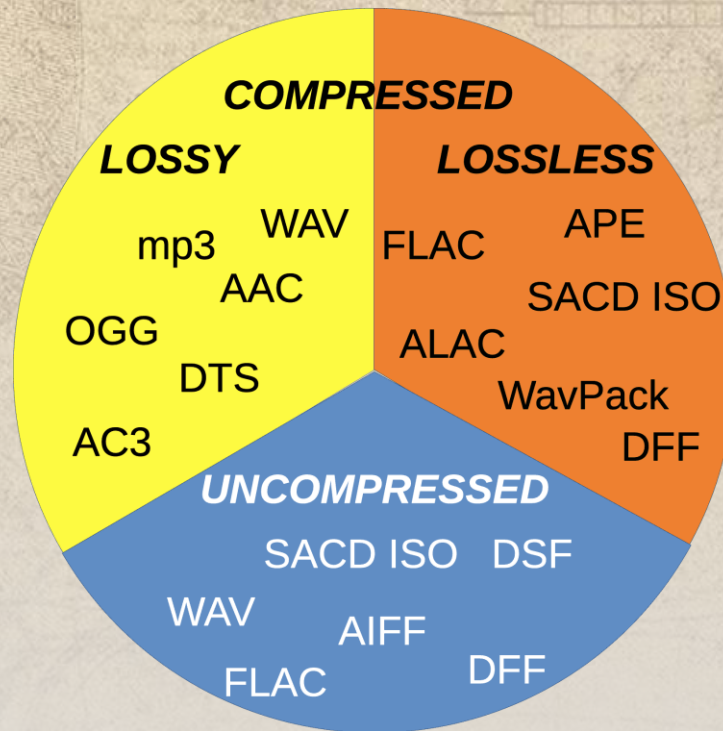 COMPRESSED
LOSSY
LOSSLESS
mp3
WAV
AAC
OGG
DTS
AC3
FLAC
APE
SACD ISO
ALAC
WavPack
DFF
UNCOMPRESSED
SACD ISO
DSF
WAV
AIFF
FLAC
DFF